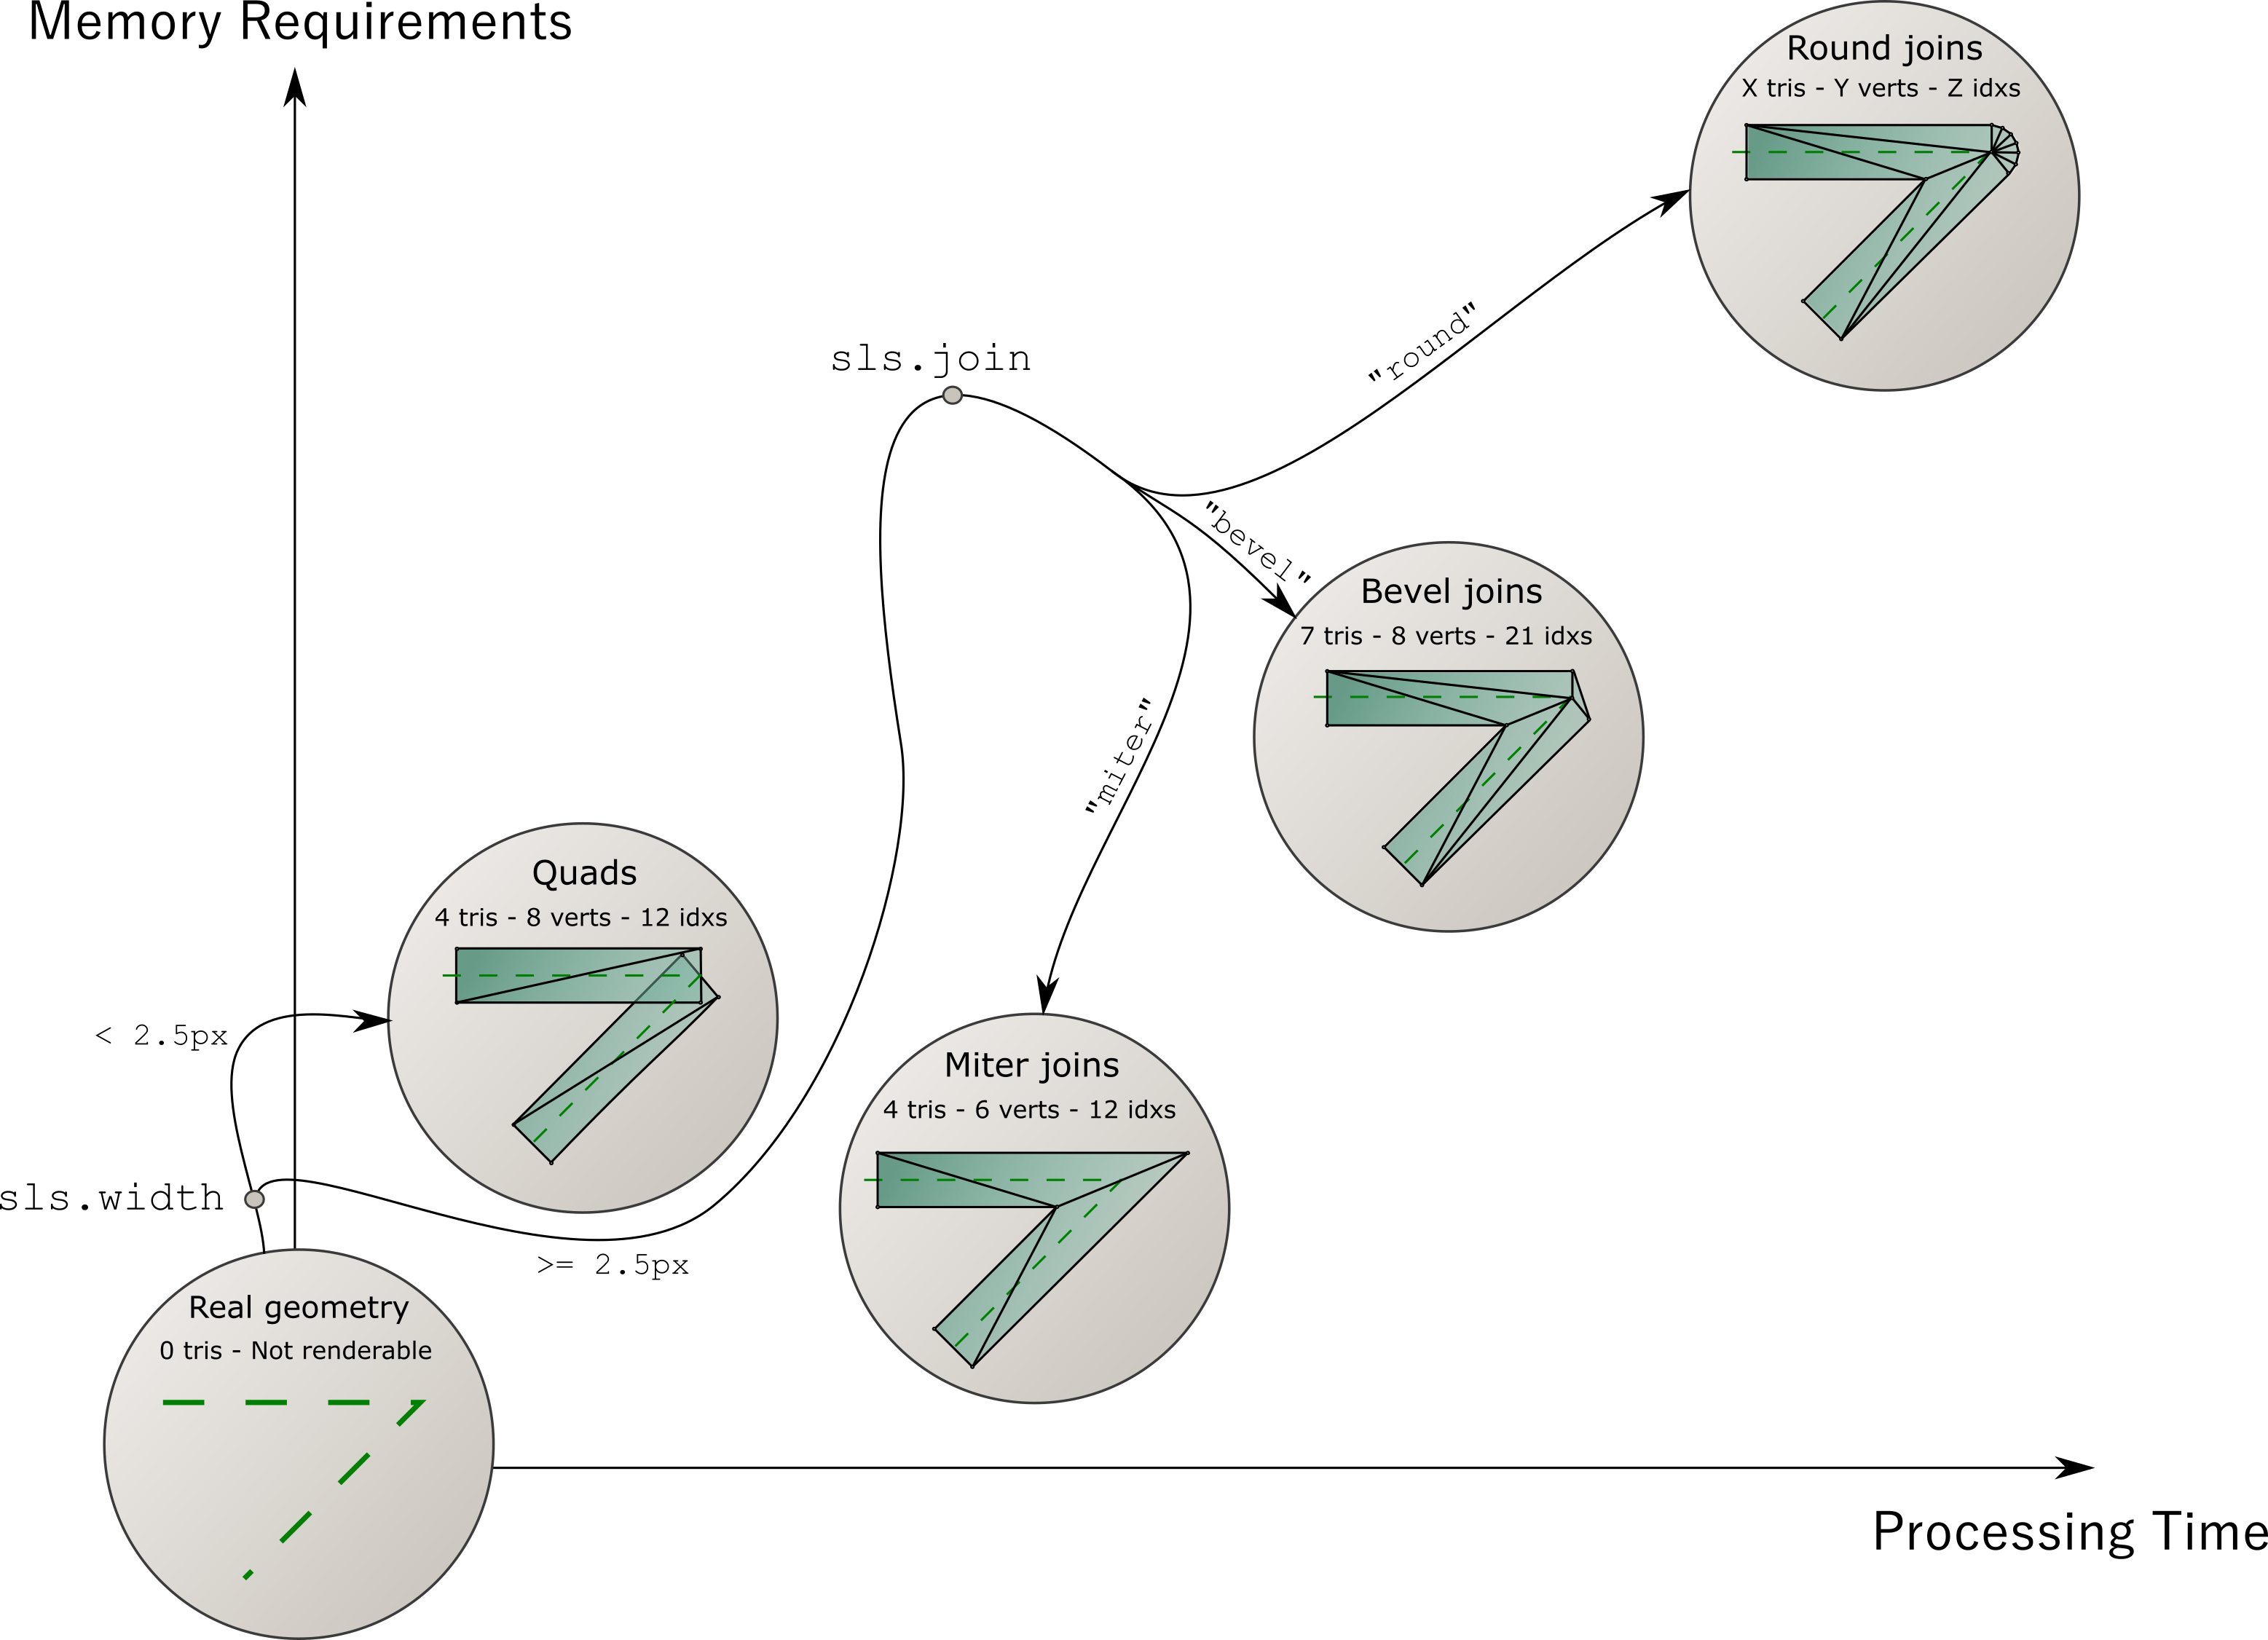 Memory Requirements
Round joins
X tris - Y verts - Z idxs
sls.join
"round"
"bevel"
Bevel joins
7 tris - 8 verts - 21 idxs
"miter"
Quads
4 tris - 8 verts - 12 idxs
< 2.5px
Miter joins
4 tris - 6 verts - 12 idxs
sls.width
>= 2.5px
Real geometry
0 tris - Not renderable
Processing Time